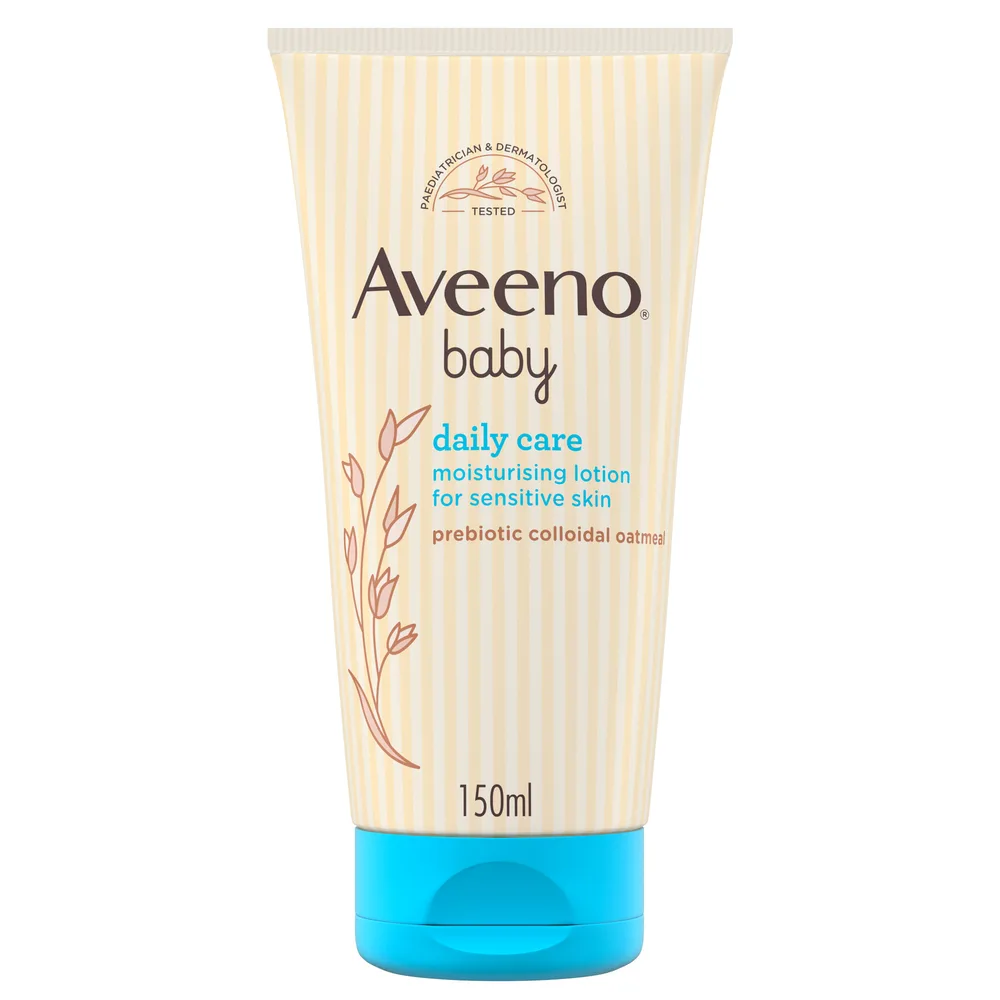 PAEDIATRICIAN & DERMATOLOGIST
TESTED
Aveeno®
baby
daily care
moisturising lotion
for sensitive skin
prebiotic colloidal oatmeal
150ml